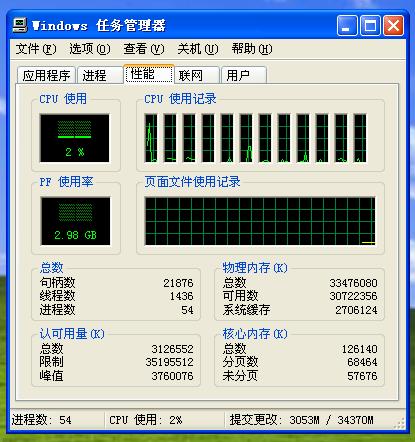 Windows 任务管理器
文件(F) 选项(O) 查看(V) 关机(U) 帮助(H)
应用程序 进程 性能 联网 用户
CPU 使用
2 %
CPU 使用记录
PF 使用率
2.98 GB
页面文件使用记录
总数
句柄数 21876
线程数 1436
进程数 54
物理内存(K)
总数 33476080
可用数 30722356
系统缓存 2706124
认可用量(K)
总数 3126552
限制 35195512
峰值 3760076
核心内存(K)
总数 126140
分页数 68464
未分页 57676
进程数: 54 CPU 使用: 2% 提交更改: 3053M / 34370M